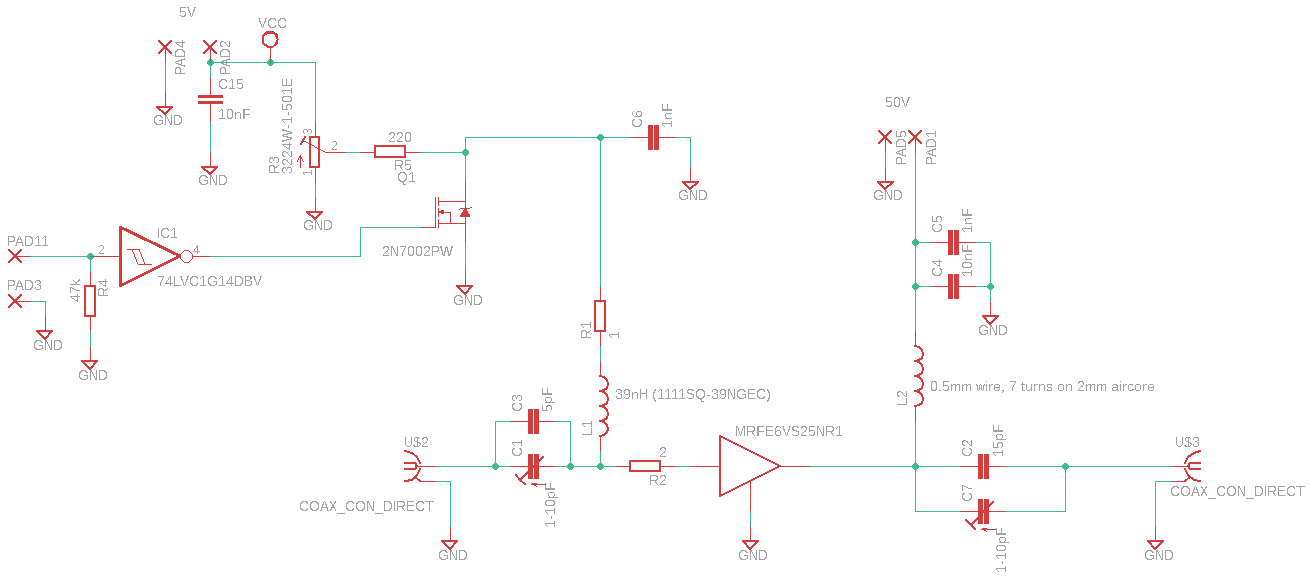 5V
VCC
PAD4
PAD2
C15
10nF
GND
GND
R3
3224W-1-501E
3
2
1
GND
220
R5
Q1
2N7002PW
GND
C6
1nF
GND
50V
PAD5
PAD1
GND
C5
1nF
C4
10nF
GND
PAD11
PAD3
GND
47k
R4
GND
2
IC1
4
74LVC1G14DBV
R1
1
39nH (1111SQ-39NGEC)
L1
L2
0.5mm wire, 7 turns on 2mm aircore
U$2
COAX_CON_DIRECT
GND
C3
5pF
C1
1-10pF
2
R2
MRFE6VS25NR1
GND
C2
15pF
C7
1-10pF
U$3
COAX_CON_DIRECT
GND